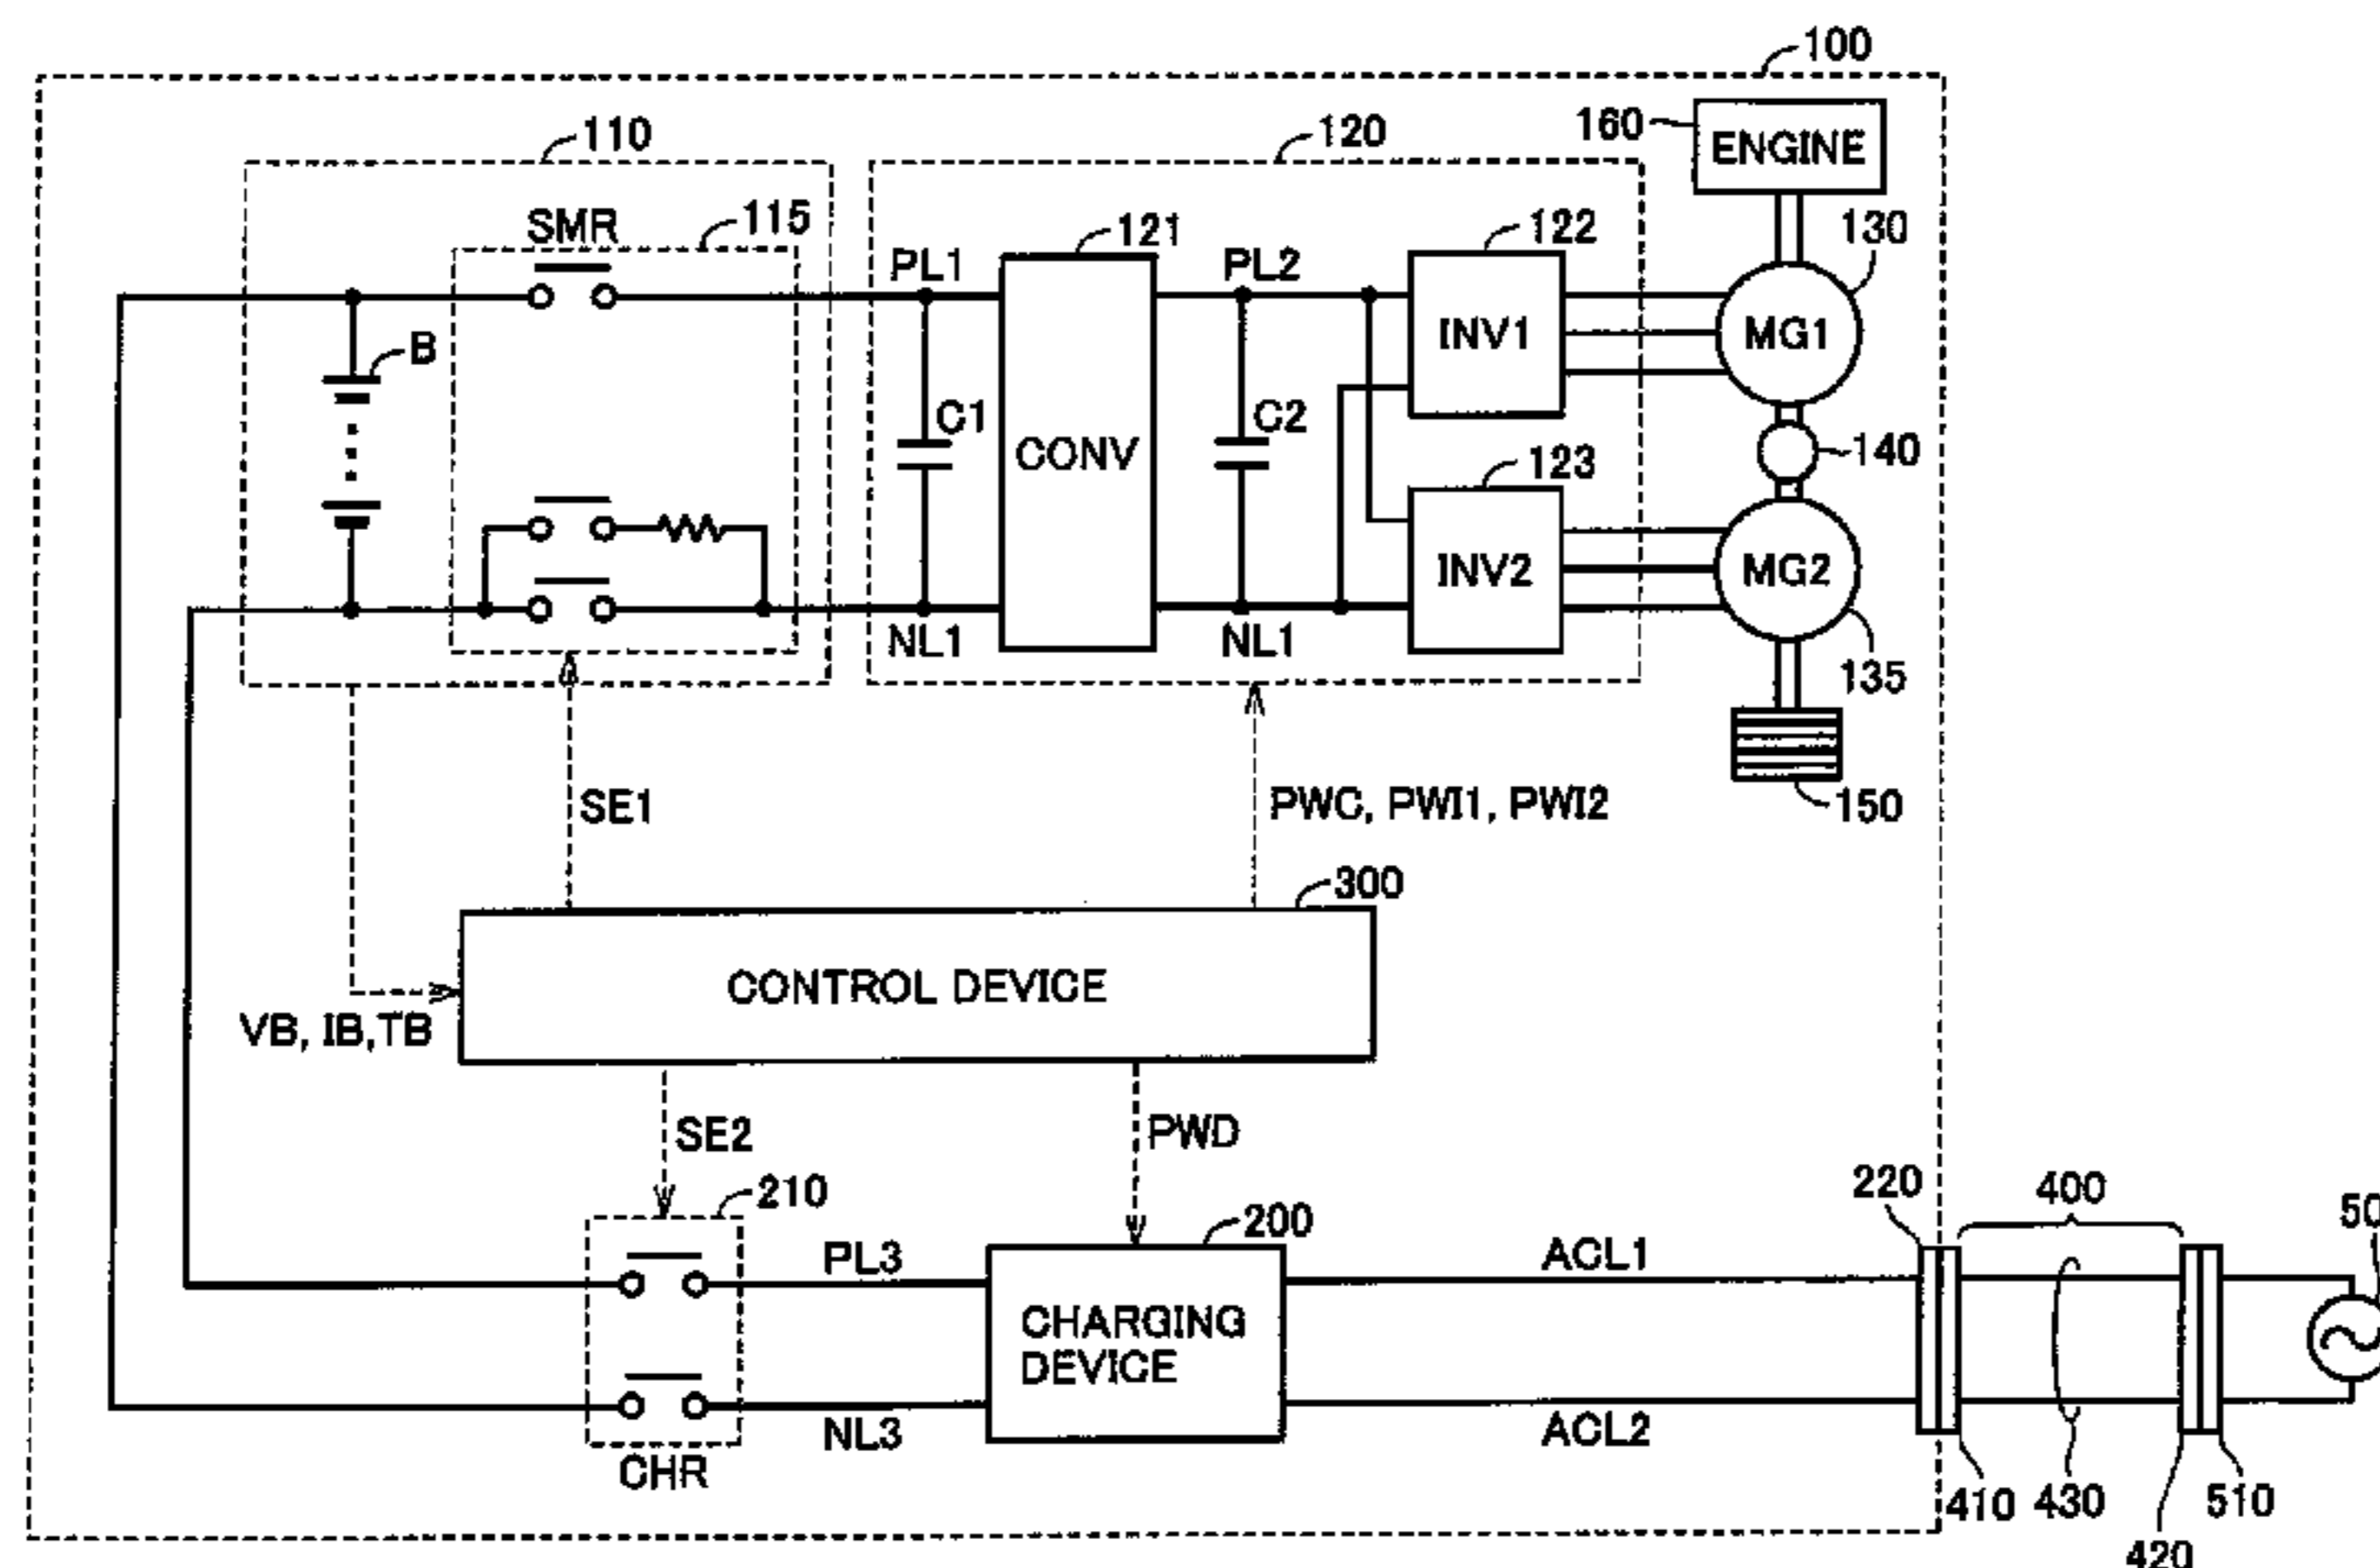 100
110
120
160
ENGINE
SMR
115
121
122
130
PL1
PL2
INV1
MG1
B
C1
CONV
C2
123
140
INV2
MG2
NL1
NL1
135
SE1
PWC, PWI1, PWI2
150
300
CONTROL DEVICE
VB, IB,TB
SE2
PWD
210
200
220
400
PL3
ACL1
CHARGING
DEVICE
NL3
ACL2
CHR
410
430
510
420